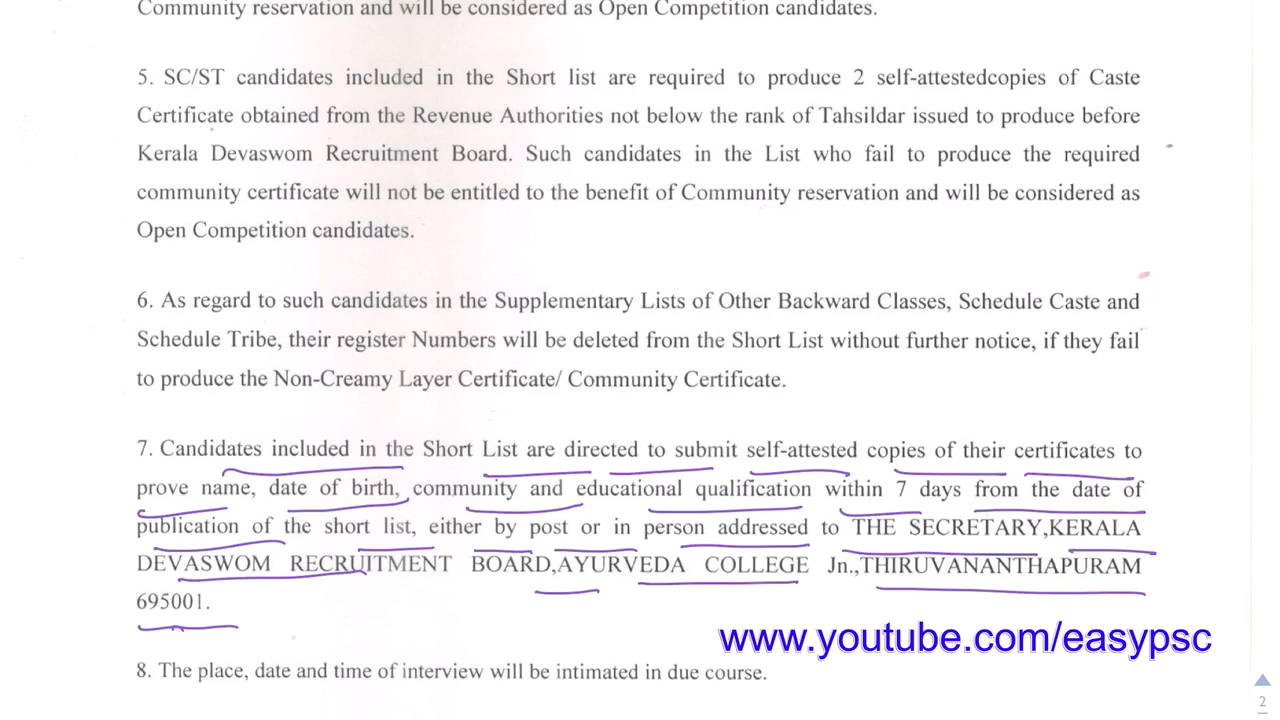 Community reservation and will be considered as Open Competition candidates.
5. SC/ST candidates included in the Short list are required to produce 2 self-attestedcopies of Caste
Certificate obtained from the Revenue Authorities not below the rank of Tahsildar issued to produce before
Kerala Devaswom Recruitment Board. Such candidates in the List who fail to produce the required
community certificate will not be entitled to the benefit of Community reservation and will be considered as
Open Competition candidates.
6. As regard to such candidates in the Supplementary Lists of Other Backward Classes, Schedule Caste and
Schedule Tribe, their register Numbers will be deleted from the Short List without further notice, if they fail
to produce the Non-Creamy Layer Certificate/ Community Certificate.
7. Candidates included in the Short List are directed to submit self-attested copies of their certificates to
prove name, date of birth, community and educational qualification within 7 days from the date of
publication of the short list, either by post or in person addressed to THE SECRETARY,KERALA
DEVASWOM RECRUITMENT BOARD,AYURVEDA COLLEGE Jn.,THIRUVANANTHAPURAM
695001.
www.youtube.com/easypsc
8. The place, date and time of interview will be intimated in due course.
2